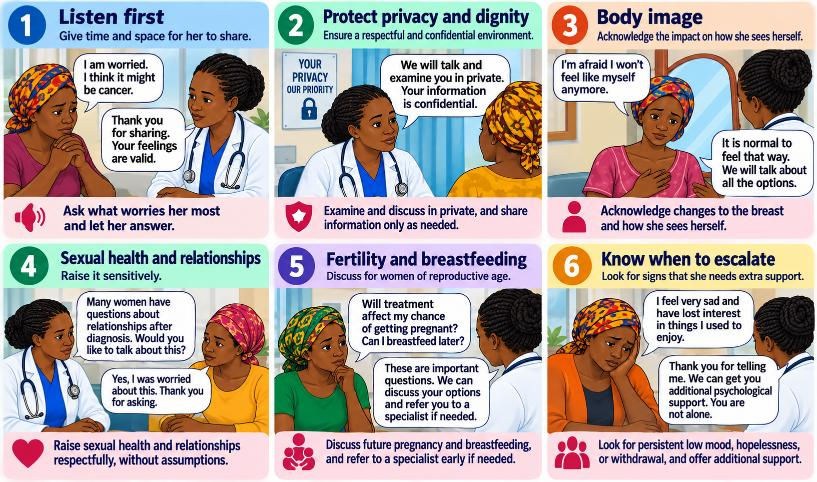 1 Listen first
Give time and space for her to share.
I am worried.
I think it might
be cancer.
Thank you
for sharing.
Your feelings
are valid.
Ask what worries her most
and let her answer.
2 Protect privacy and dignity
Ensure a respectful and confidential environment.
YOUR
PRIVACY
OUR PRIORITY
We will talk and
examine you in private.
Your information
is confidential.
Examine and discuss in private, and share
information only as needed.
3 Body image
Acknowledge the impact on how she sees herself.
I'm afraid I won't
feel like myself
anymore.
It is normal to
feel that way.
We will talk about
all the options.
Acknowledge changes to the breast
and how she sees herself.
4 Sexual health and relationships
Raise it sensitively.
Many women have
questions about
relationships after
diagnosis. Would you
like to talk about this?
Yes, I was worried
about this. Thank you
for asking.
Raise sexual health and relationships
respectfully, without assumptions.
5 Fertility and breastfeeding
Discuss for women of reproductive age.
Will treatment
affect my chance
of getting pregnant?
Can I breastfeed later?
These are important
questions. We can
discuss your options
and refer you to a
specialist if needed.
Discuss future pregnancy and breastfeeding,
and refer to a specialist early if needed.
6 Know when to escalate
Look for signs that she needs extra support.
I feel very sad and
have lost interest
in things I used to
enjoy.
Thank you for telling
me. We can get you
additional psychological
support. You are
not alone.
Look for persistent low mood, hopelessness,
or withdrawal, and offer additional support.